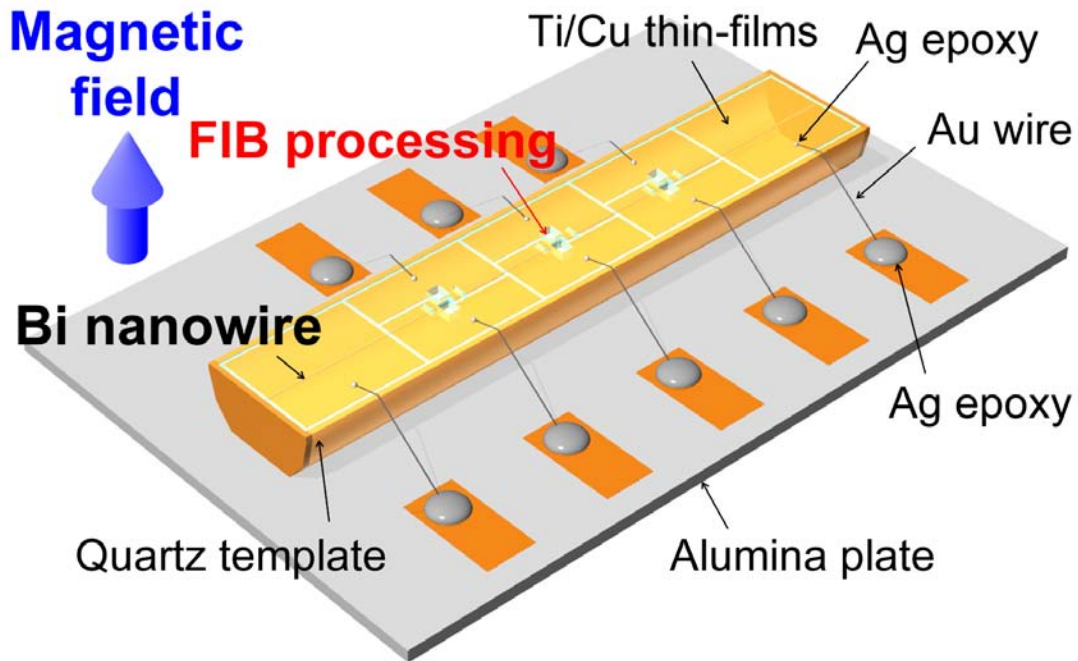 Magnetic
field
Ti/Cu thin-films
Ag epoxy
FIB processing
Au wire
Bi nanowire
Ag epoxy
Quartz template
Alumina plate